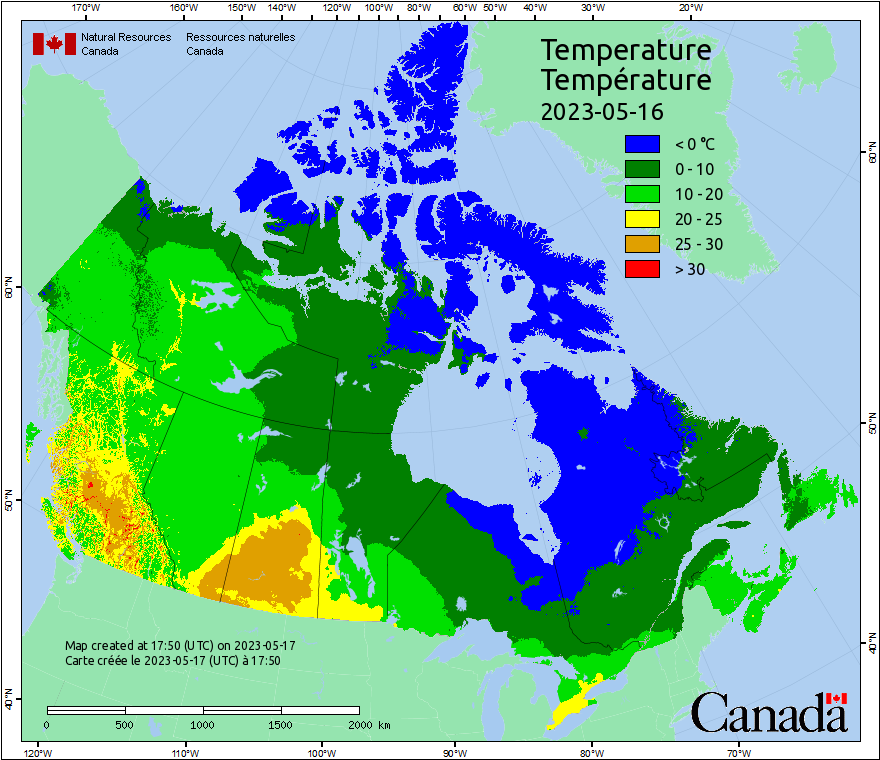 170°W 160°W 150°W 140°W 130°W 120°W 110°W 100°W 90°W 80°W 60°W 50°W 40°W 30°W 20°W
Natural Resources Ressources naturelles
Canada Canada
Temperature
Température
2023-05-16
< 0 °C
0 - 10
10 - 20
20 - 25
25 - 30
> 30
60°N
60°N
50°N
50°N
40°N
40°N
Map created at 17:50 (UTC) on 2023-05-17
Carte créée le 2023-05-17 (UTC) à 17:50
0 500 1000 1500 2000 km
Canada
120°W 110°W 100°W 90°W 80°W 70°W